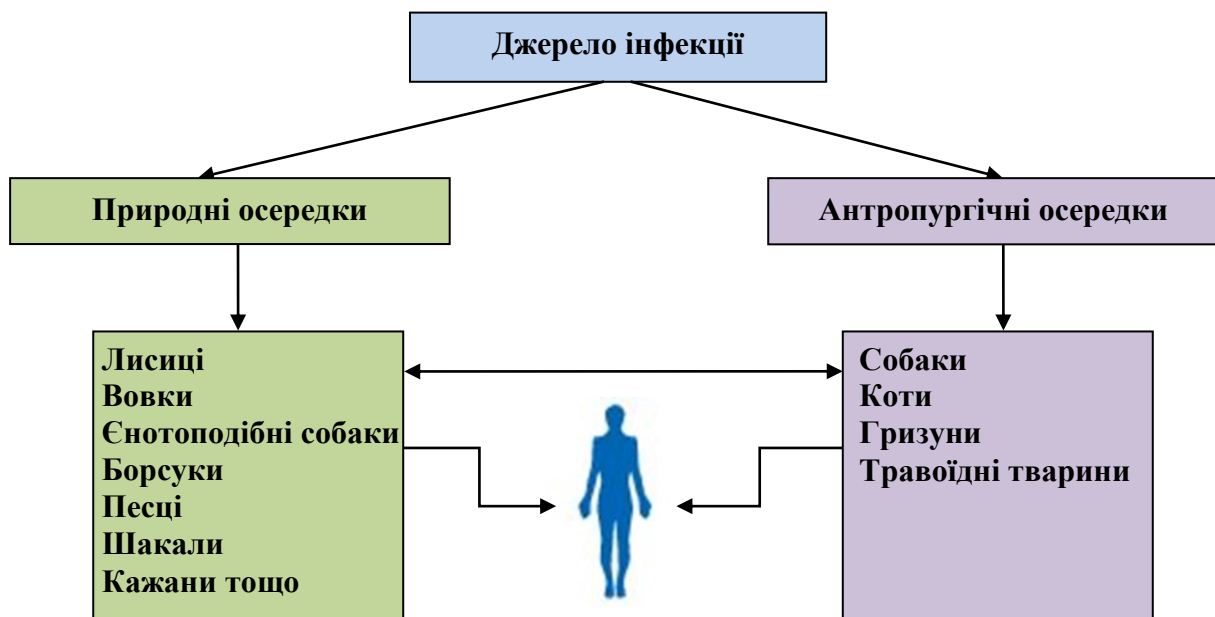 Джерело інфекції
Природні осередки
Антропургічні осередки
Лисиці
Вовки
Єнотоподібні собаки
Борсуки
Песці
Шакали
Кажани тощо
Собаки
Коти
Гризуни
Травоїдні тварини